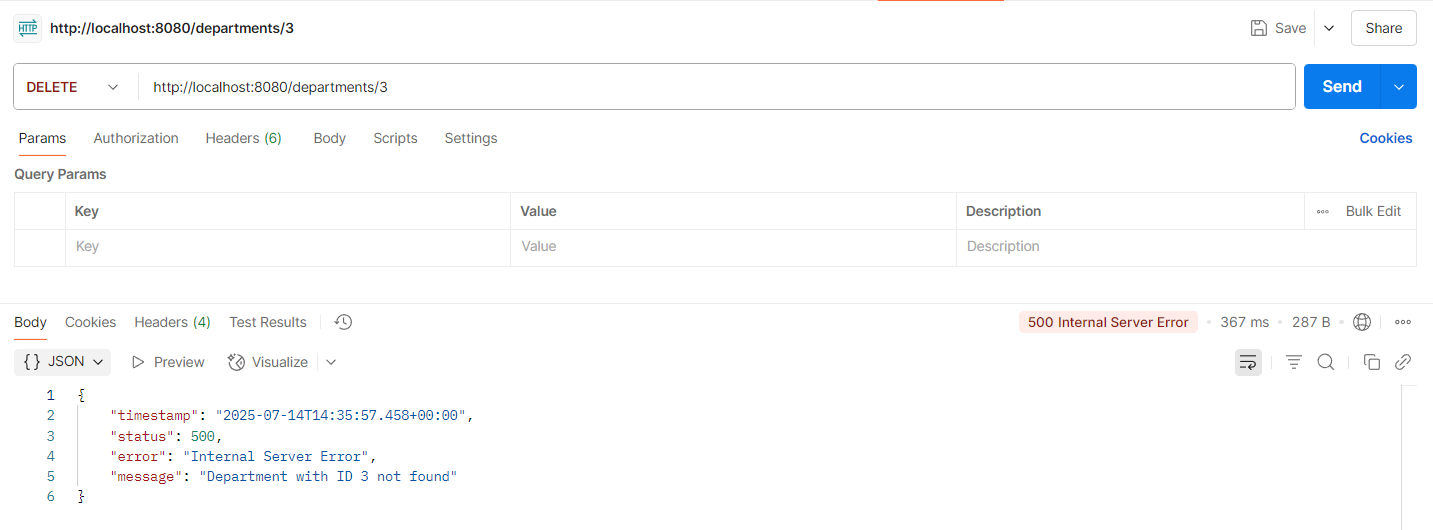 HTTP http://localhost:8080/departments/3 Save Share
DELETE http://localhost:8080/departments/3 Send
Params Authorization Headers (6) Body Scripts Settings Cookies
Query Params
Key Value Description Bulk Edit
Key Value Description
Body Cookies Headers (4) Test Results 500 Internal Server Error • 367 ms • 287 B •
{} JSON Preview Visualize
1 {
2 "timestamp": "2025-07-14T14:35:57.458+00:00",
3 "status": 500,
4 "error": "Internal Server Error",
5 "message": "Department with ID 3 not found"
6 }